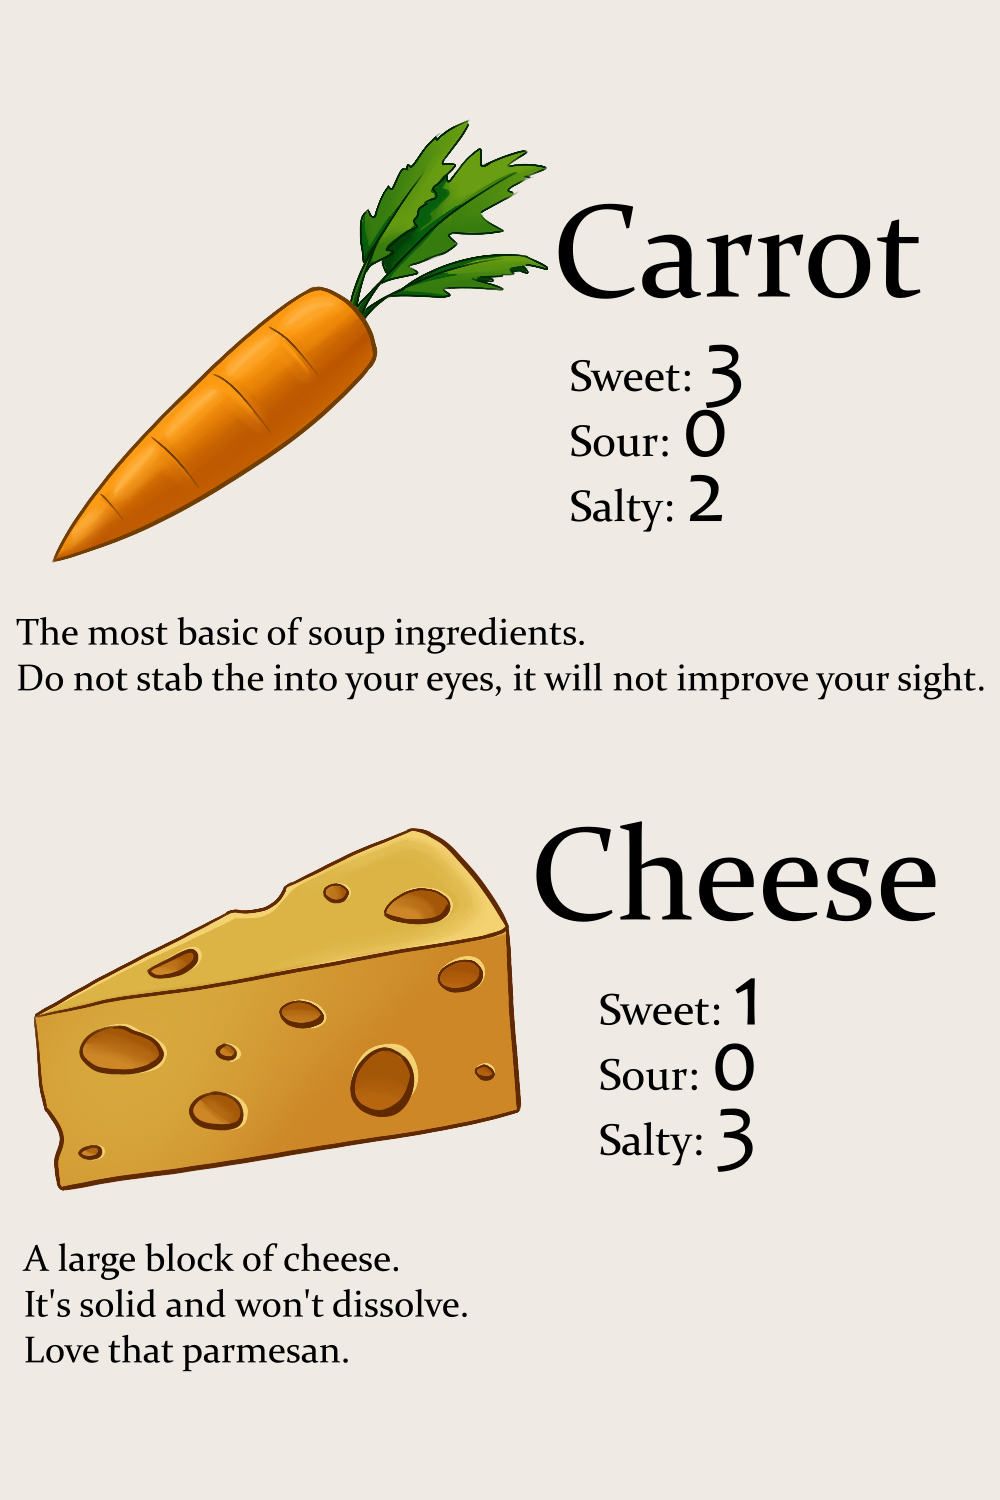 Carrot
Sweet: 3
Sour: 0
Salty: 2
The most basic of soup ingredients.
Do not stab the into your eyes, it will not improve your sight.
Cheese
Sweet: 1
Sour: 0
Salty: 3
A large block of cheese.
It's solid and won't dissolve.
Love that parmesan.